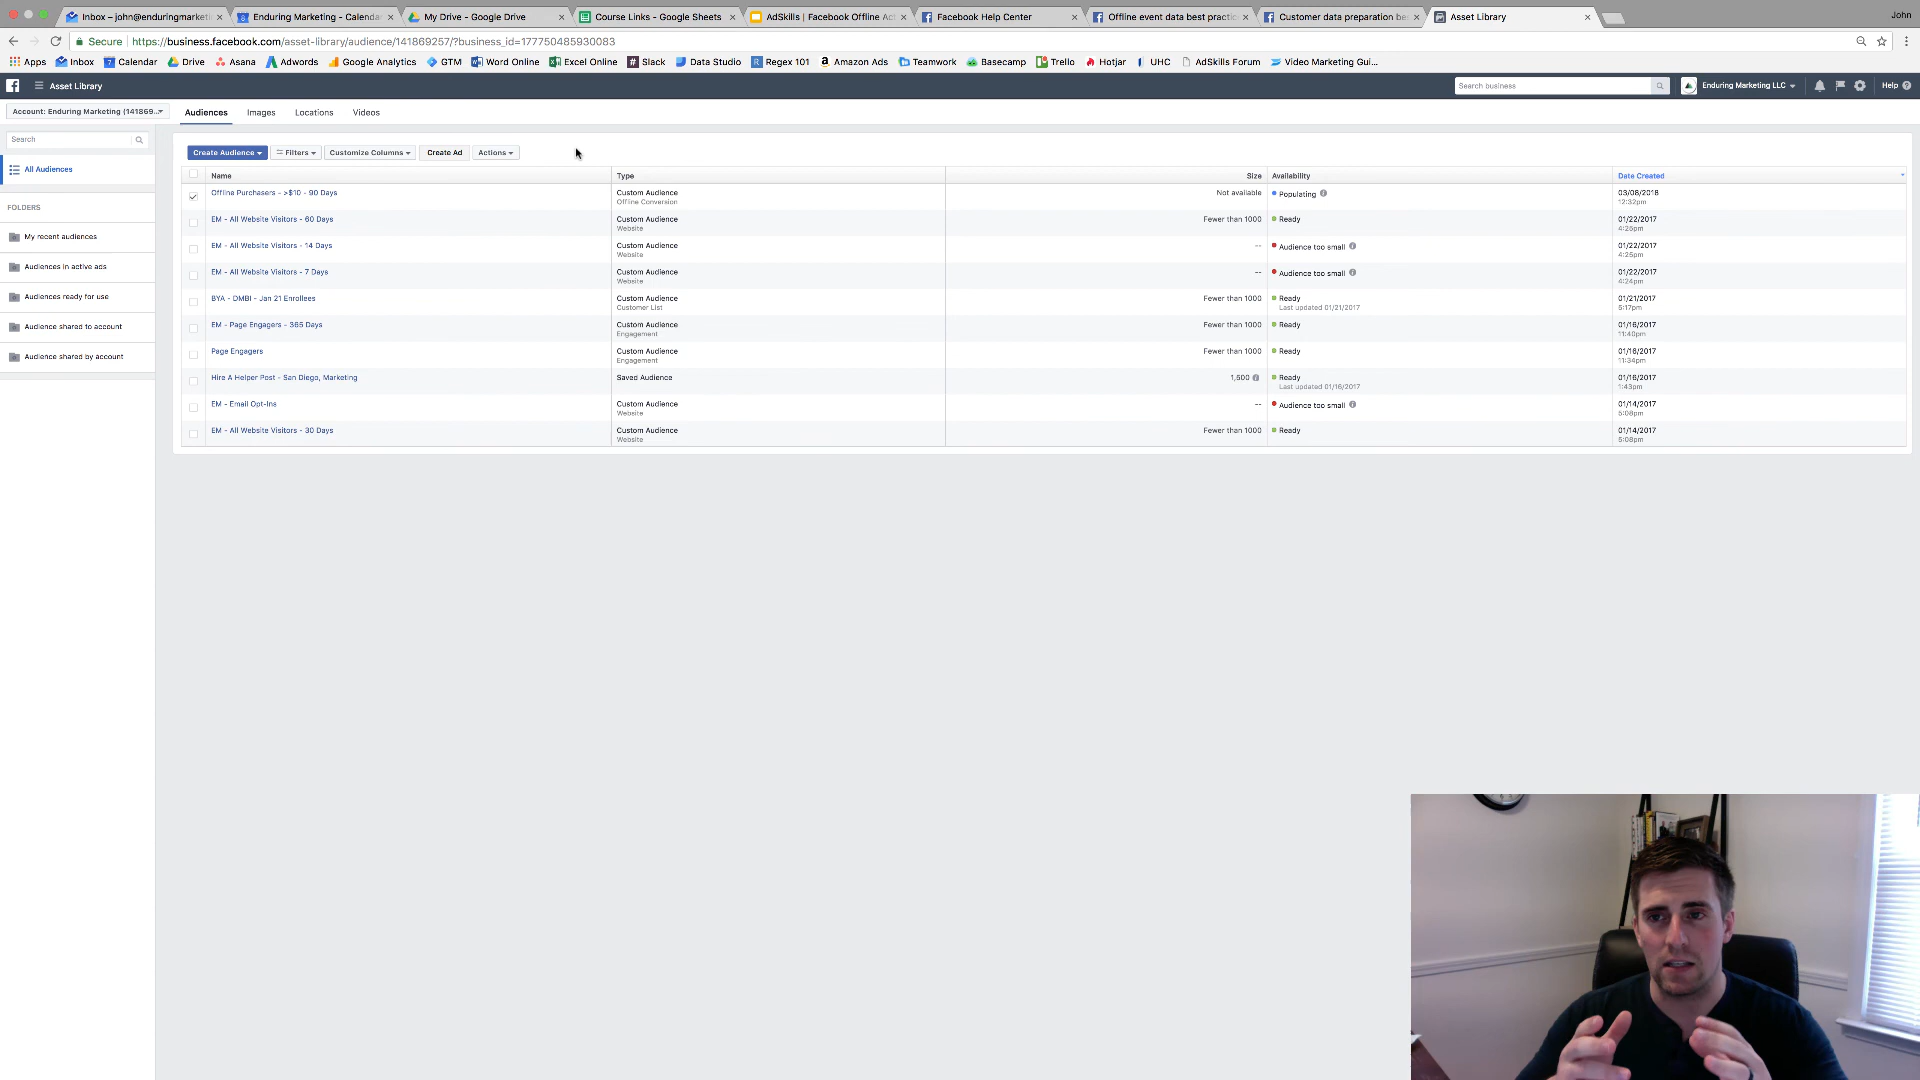 Inbox – john@enduringmarket
Enduring Marketing - Calenda
My Drive - Google Drive
Course Links - Google Sheets
AdSkills | Facebook Offline Ac
Facebook Help Center
Offline event data best practic
Customer data preparation be
Asset Library
John
Secure
https://business.facebook.com/asset-library/audience/141869257/?business_id=177750485930083
Apps
Inbox
Calendar
Drive
Asana
Adwords
Google Analytics
GTM
Word Online
Excel Online
Slack
Data Studio
Regex 101
Amazon Ads
Teamwork
Basecamp
Trello
Hotjar
UHC
AdSkills Forum
Video Marketing Gui...
Asset Library
Search business
Enduring Marketing LLC
Help
Account: Enduring Marketing (141869...
Audiences
Images
Locations
Videos
Search
All Audiences
FOLDERS
My recent audiences
Audiences in active ads
Audiences ready for use
Audience shared to account
Audience shared by account
Create Audience
Filters
Customize Columns
Create Ad
Actions
Name Type Size Availability Date Created
Offline Purchasers - >$10 - 90 Days Custom Audience Not available Populating 03/08/2018
Offline Conversion 12:32pm
EM - All Website Visitors - 60 Days Custom Audience Fewer than 1000 Ready 01/22/2017
Website 4:25pm
EM - All Website Visitors - 14 Days Custom Audience -- Audience too small 01/22/2017
Website 4:25pm
EM - All Website Visitors - 7 Days Custom Audience -- Audience too small 01/22/2017
Website 4:24pm
BYA - DMBI - Jan 21 Enrollees Custom Audience Fewer than 1000 Ready 01/21/2017
Customer List Last updated 01/21/2017 5:17pm
EM - Page Engagers - 365 Days Custom Audience Fewer than 1000 Ready 01/16/2017
Engagement 11:40pm
Page Engagers Custom Audience Fewer than 1000 Ready 01/16/2017
Engagement 11:34pm
Hire A Helper Post - San Diego, Marketing Saved Audience 1,500 Ready 01/16/2017
Last updated 01/16/2017 1:43pm
EM - Email Opt-Ins Custom Audience -- Audience too small 01/14/2017
Website 5:08pm
EM - All Website Visitors - 30 Days Custom Audience Fewer than 1000 Ready 01/14/2017
Website 5:08pm